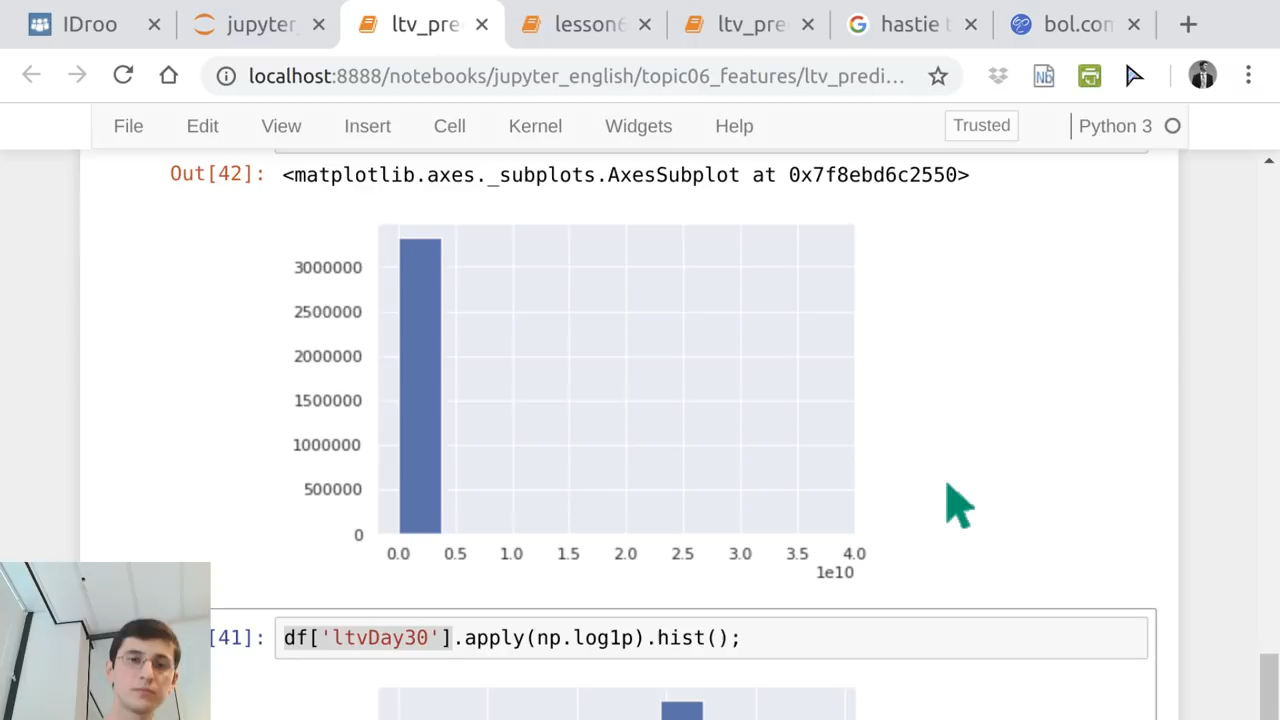 IDroo
jupyter_
ltv_pre
lesson6
ltv_pre
hastie t
bol.com
localhost:8888/notebooks/jupyter_english/topic06_features/ltv_predi...
File Edit View Insert Cell Kernel Widgets Help Trusted Python 3
Out[42]: <matplotlib.axes._subplots.AxesSubplot at 0x7f8ebd6c2550>
3000000
2500000
2000000
1500000
1000000
500000
0
0.0 0.5 1.0 1.5 2.0 2.5 3.0 3.5 4.0
1e10
[41]: df['ltvDay30'].apply(np.log1p).hist();